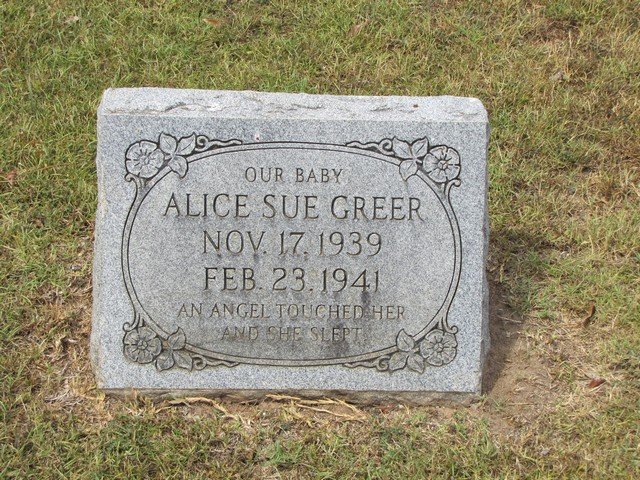 OUR BABY
ALICE SUE GREER
NOV. 17, 1939
FEB. 23, 1941
AN ANGEL TOUCHED HER
AND SHE SLEPT